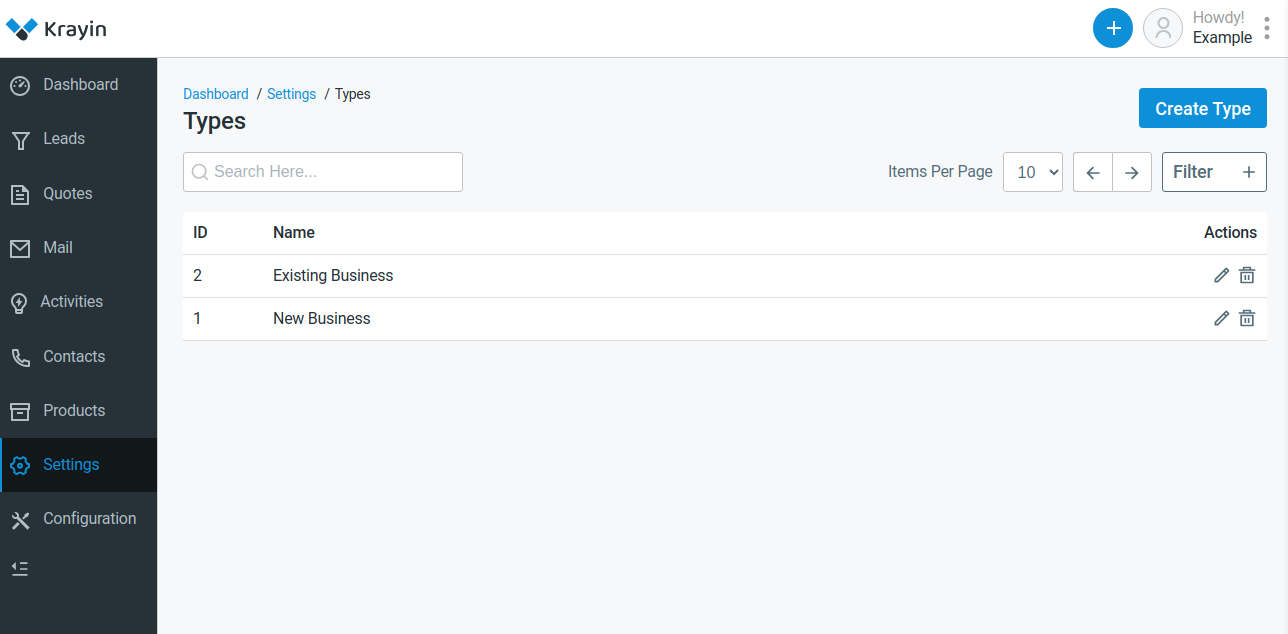 Krayin
Howdy!
Example
Dashboard
Leads
Quotes
Mail
Activities
Contacts
Products
Settings
Configuration
Dashboard / Settings / Types
Types
Create Type
Search Here...
Items Per Page 10 Filter
ID Name Actions
2 Existing Business
1 New Business